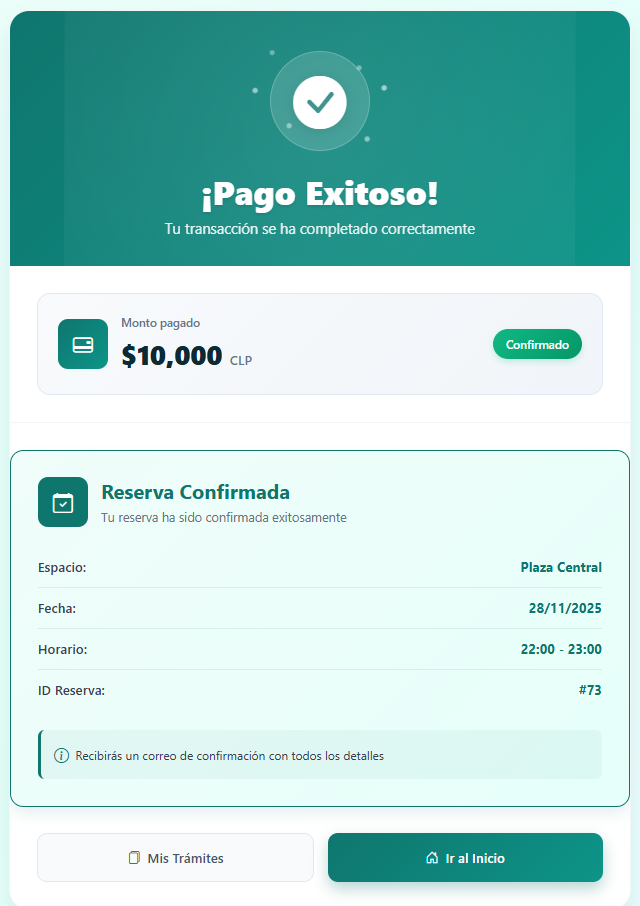 ¡Pago Exitoso!
Tu transacción se ha completado correctamente
Monto pagado
$10,000 CLP
Confirmado
Reserva Confirmada
Tu reserva ha sido confirmada exitosamente
Espacio: Plaza Central
Fecha: 28/11/2025
Horario: 22:00 - 23:00
ID Reserva: #73
Recibirás un correo de confirmación con todos los detalles
Mis Trámites
Ir al Inicio